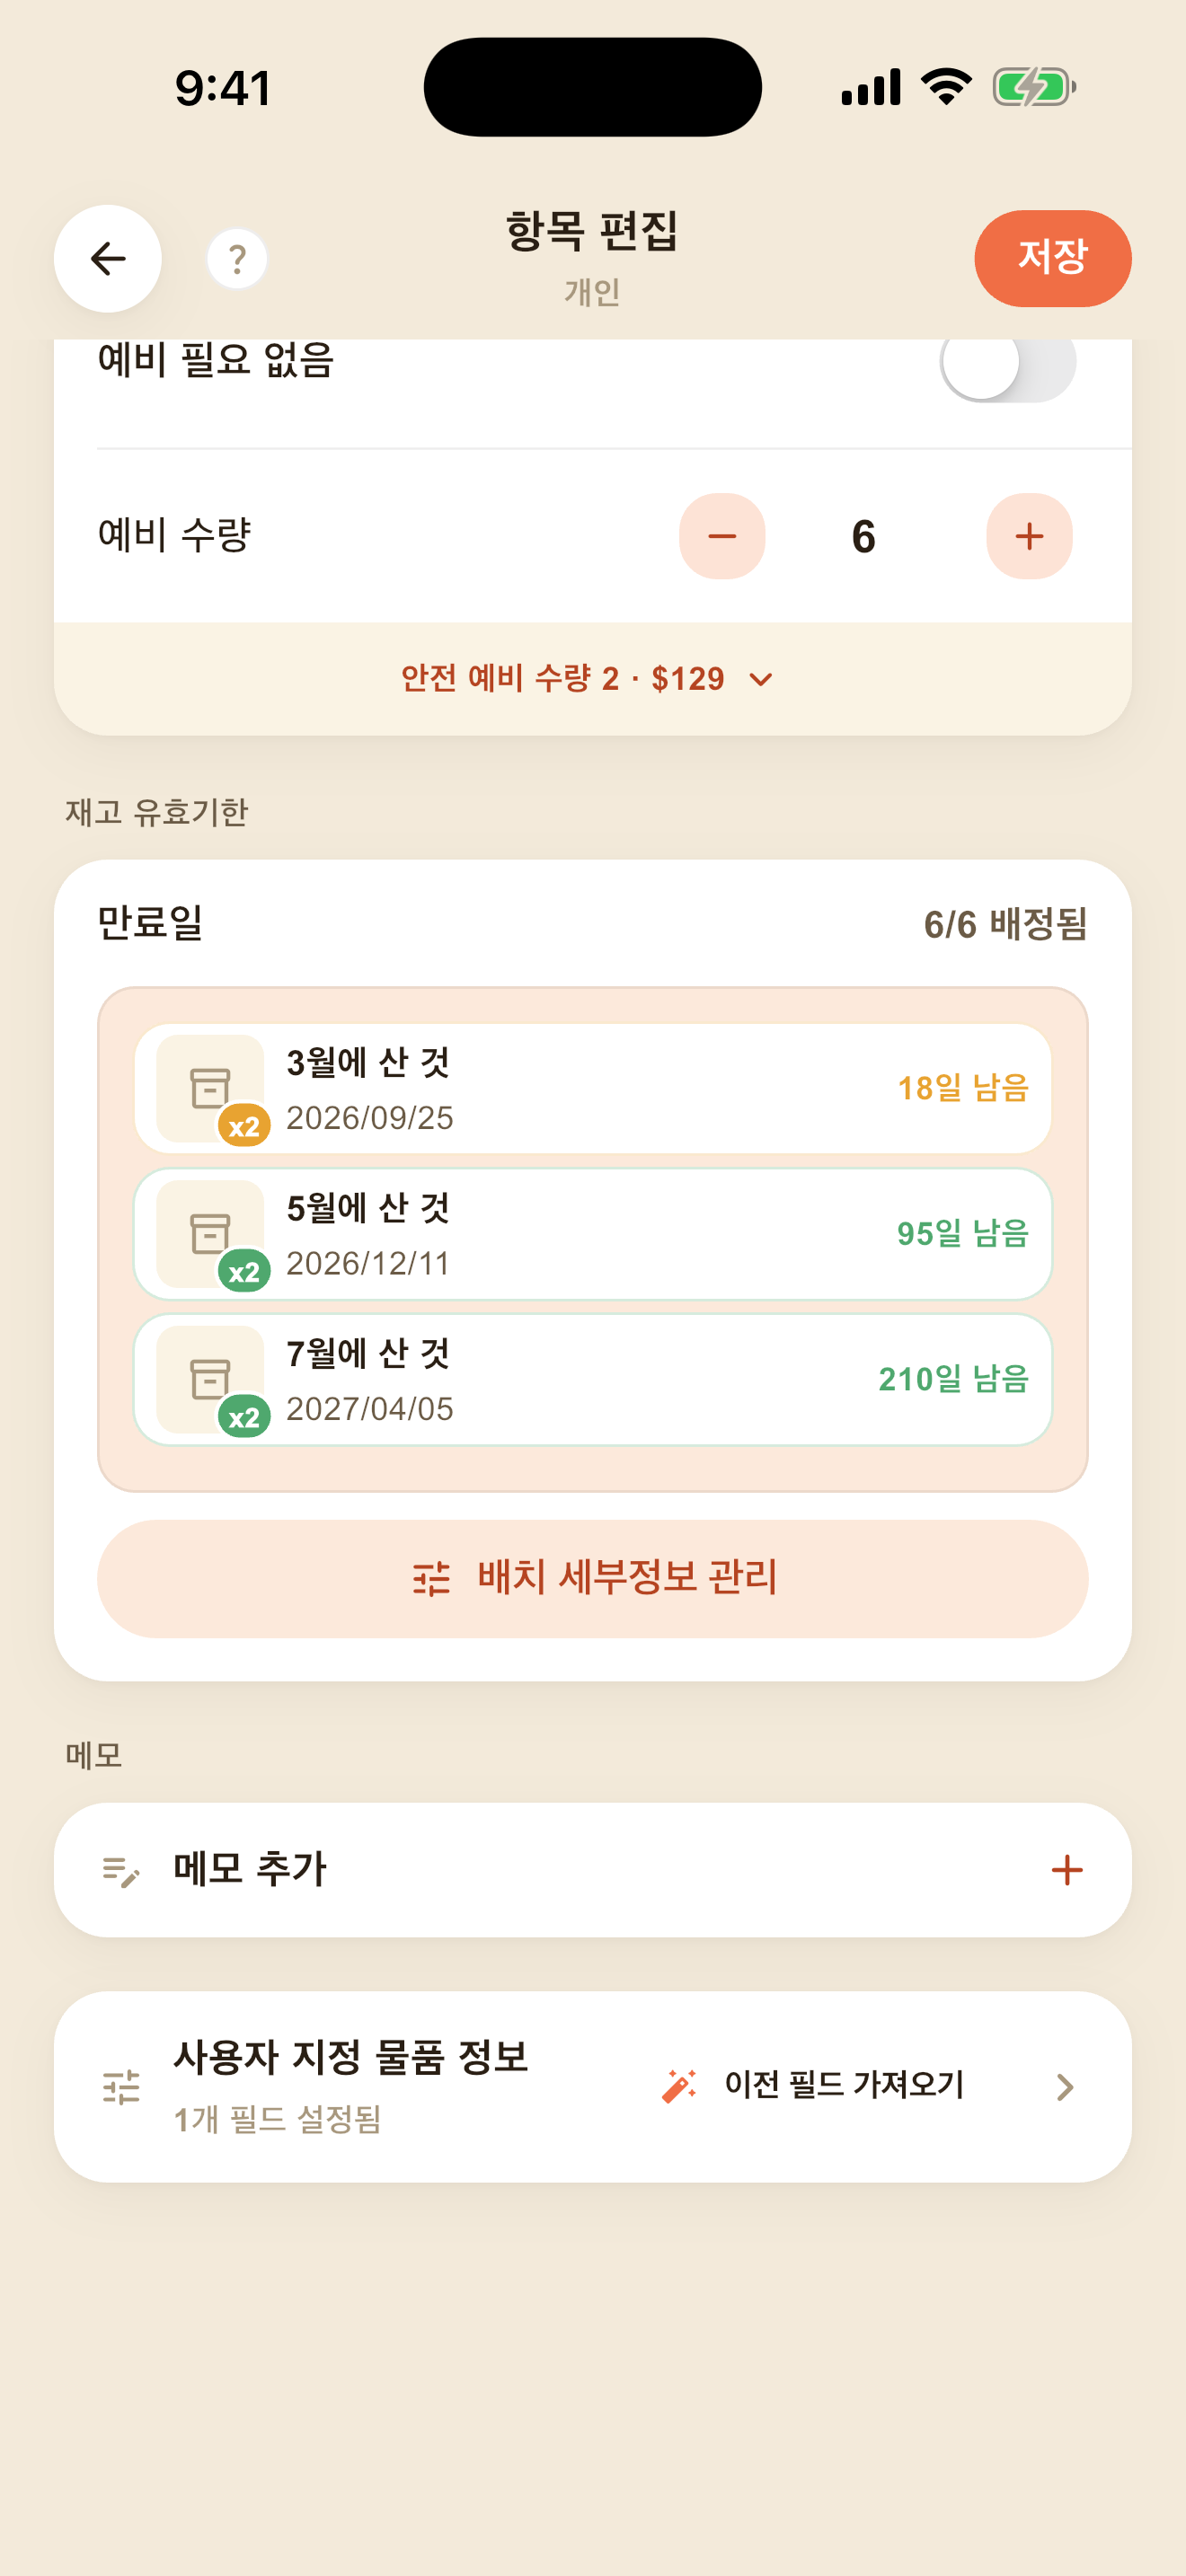 9:41
?
항목 편집
개인
저장
예비 필요 없음
예비 수량
6
안전 예비 수량 2 · $129
재고 유효기한
만료일
6/6 배정됨
3월에 산 것
x2
2026/09/25
18일 남음
5월에 산 것
x2
2026/12/11
95일 남음
7월에 산 것
x2
2027/04/05
210일 남음
배치 세부정보 관리
메모
메모 추가
사용자 지정 물품 정보
1개 필드 설정됨
이전 필드 가져오기